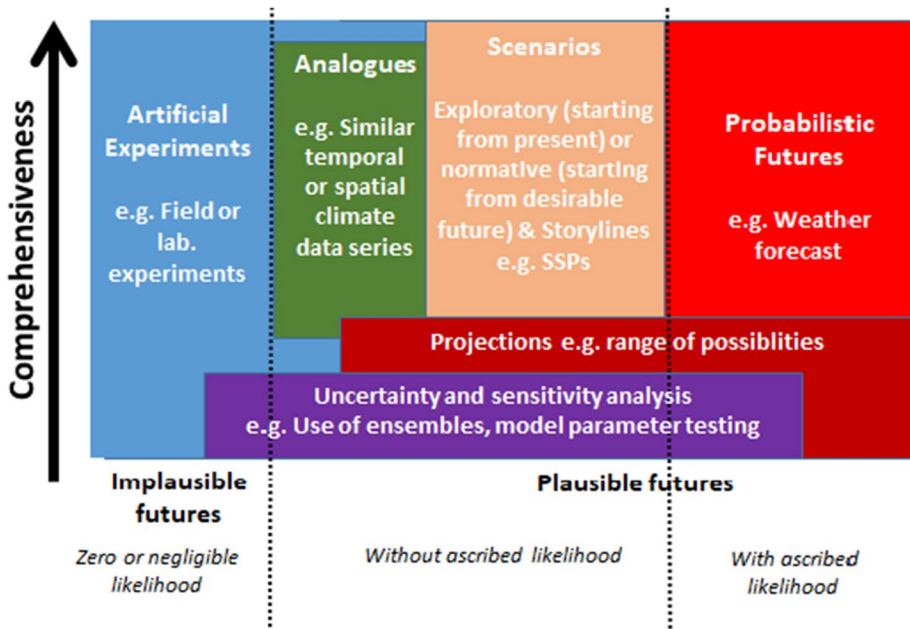 Comprehensiveness
Artificial
Experiments
e.g. Field or
lab.
experiments
Analogues
e.g. Similar
temporal
or spatial
climate
data series
Scenarios
Exploratory (starting
from present) or
normative (starting
from desirable
future) & Storylines
e.g. SSPs
Probabilistic
Futures
e.g. Weather
forecast
Projections e.g. range of possiblities
Uncertainty and sensitivity analysis
e.g. Use of ensembles, model parameter testing
Implausible
futures
Plausible futures
Zero or negligible
likelihood
Without ascribed likelihood
With ascribed
likelihood